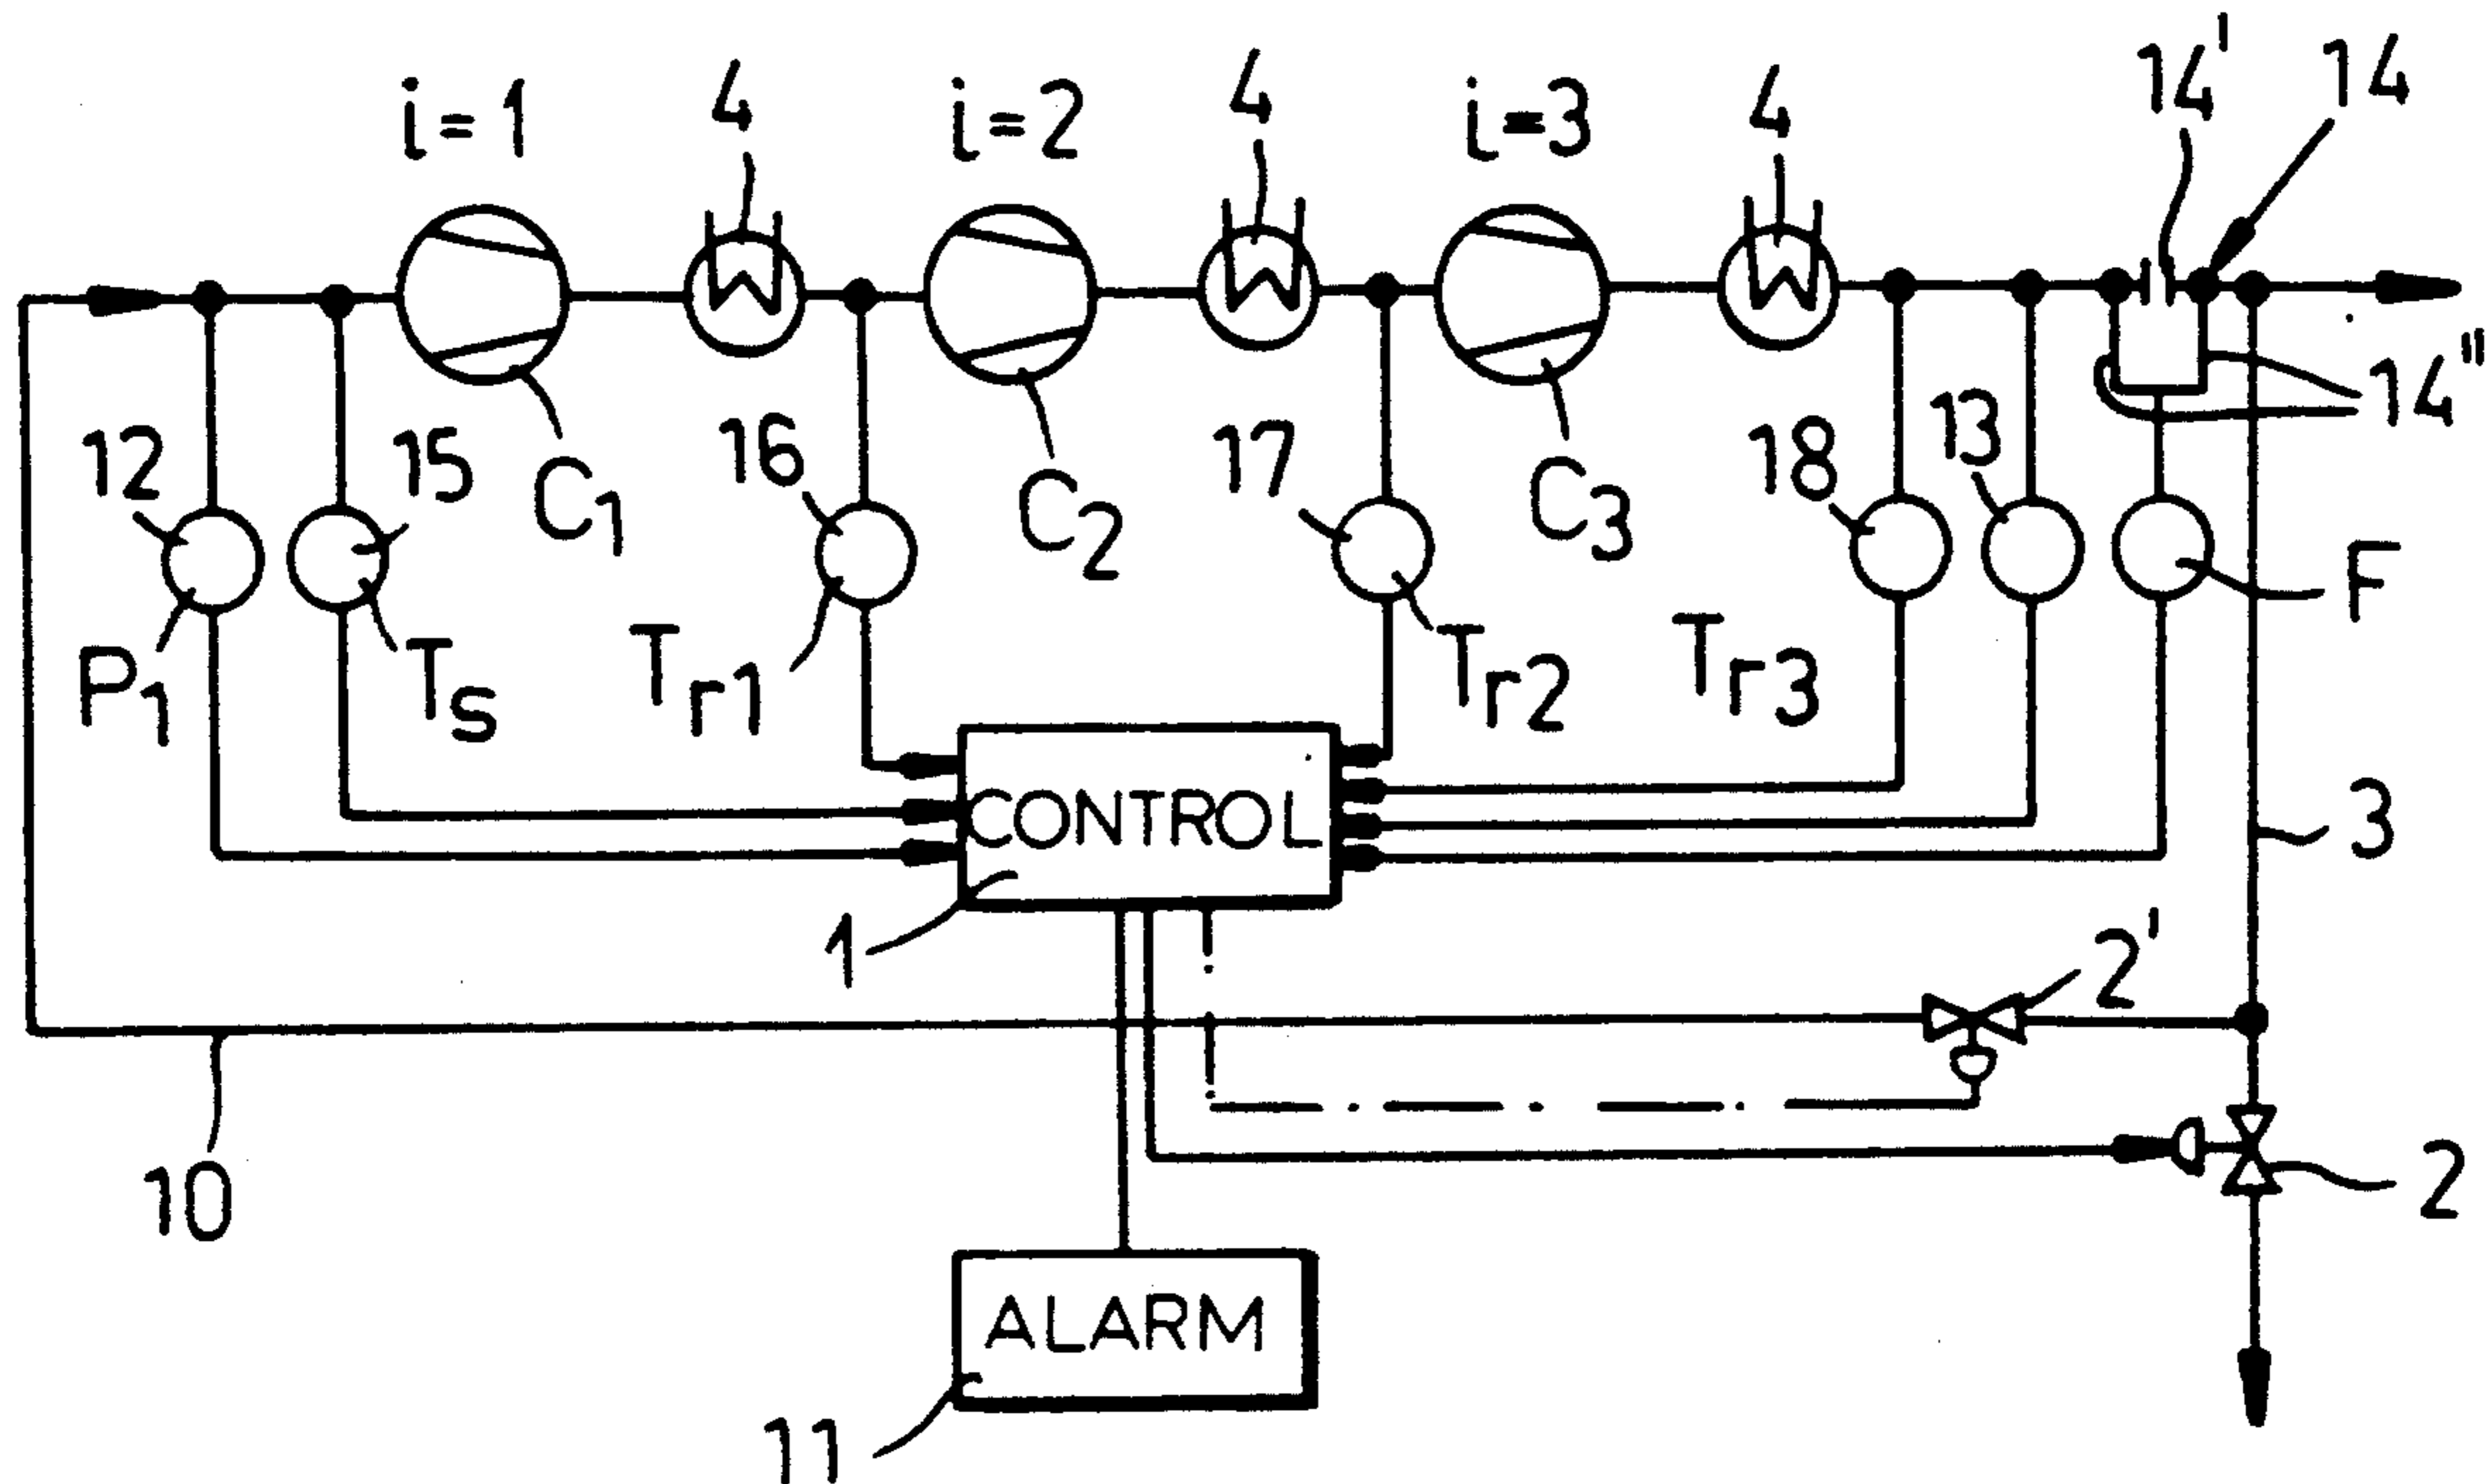 i=1 4 i=2 4 i=3 4 14' 14
14"
12 15 C1 16 C2 17 C3 18 13 F
P1 Ts Tr1 Tr2 Tr3
CONTROL
3
1
2'
10 2
ALARM
11